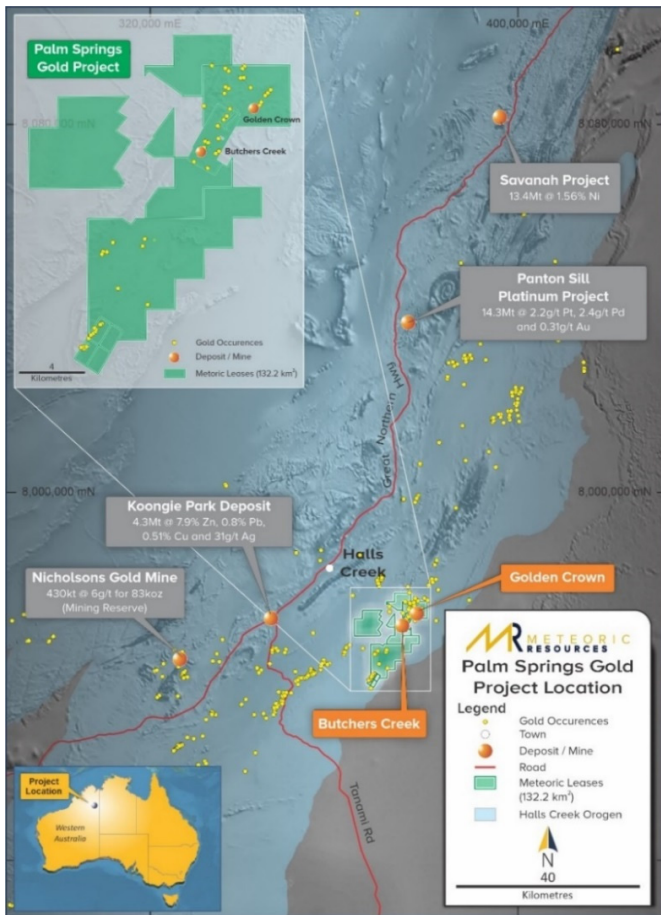 320,000 mE
400,000 mE
Palm Springs
Gold Project
8,080,000 mN
8,080,000 mN
Golden Crown
Butchers Creek
Savanah Project
13.4Mt @ 1.56% Ni
Panton Sill
Platinum Project
14.3Mt @ 2.2g/t Pt, 2.4g/t Pd
and 0.31g/t Au
Gold Occurences
Deposit / Mine
Metoric Leases (132.2 km²)
4
Kilometres
Great Northern Hwy
8,000,000 mN
8,000,000 mN
Koongie Park Deposit
4.3Mt @ 7.9% Zn, 0.8% Pb,
0.51% Cu and 31g/t Ag
Halls
Creek
Nicholsons Gold Mine
430kt @ 6g/t for 83koz
(Mining Reserve)
Golden Crown
Butchers Creek
Tanami Rd
METEORIC
RESOURCES
Palm Springs Gold
Project Location
Legend
Gold Occurences
Town
Deposit / Mine
Road
Meteoric Leases
(132.2 km²)
Halls Creek Orogen
N
40
Kilometres
Project
Location
Western
Australia